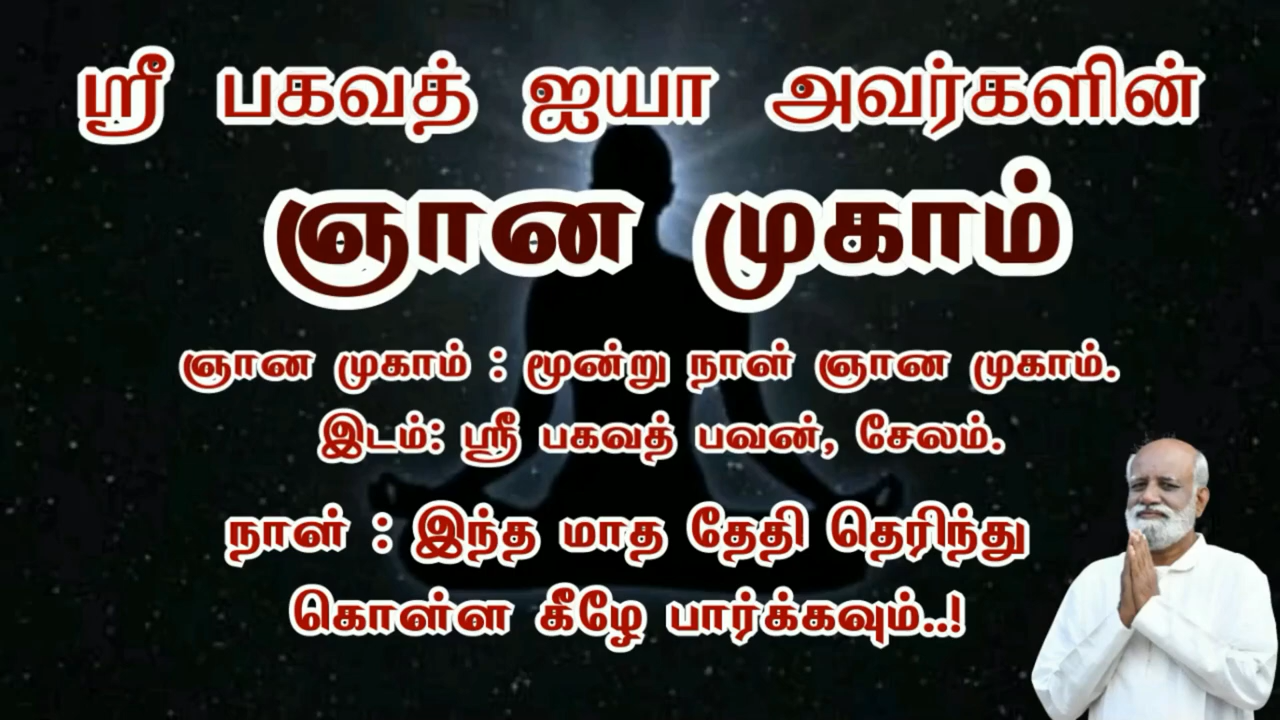 ஸ்ரீ பகவத் ஐயா அவர்களின்
ஞான முகாம்
ஞான முகாம் : மூன்று நாள் ஞான முகாம்.
இடம்: ஸ்ரீ பகவத் பவன், சேலம்.
நாள் : இந்த மாத தேதி தெரிந்து
கொள்ள கீழே பார்க்கவும்..!